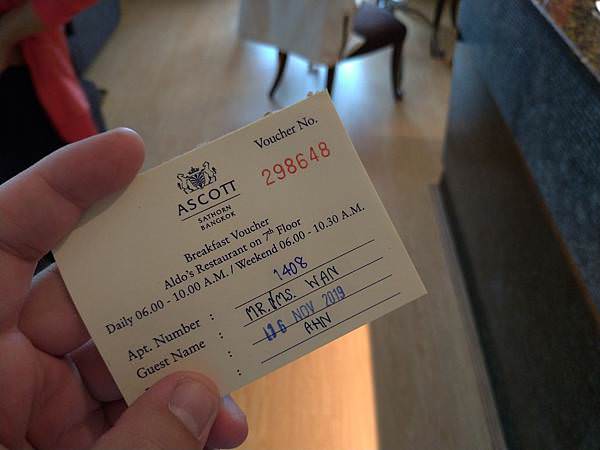 Voucher No.
298648
ASCOTT
SATHORN
BANGKOK
Breakfast Voucher
Aldo's Restaurant on 7th Floor
Daily 06.00 - 10.00 A.M. / Weekend 06.00 - 10.30 A.M.
Apt. Number : 1408
Guest Name : MR.&MS. WAN
: 16 NOV 2019
: AHN